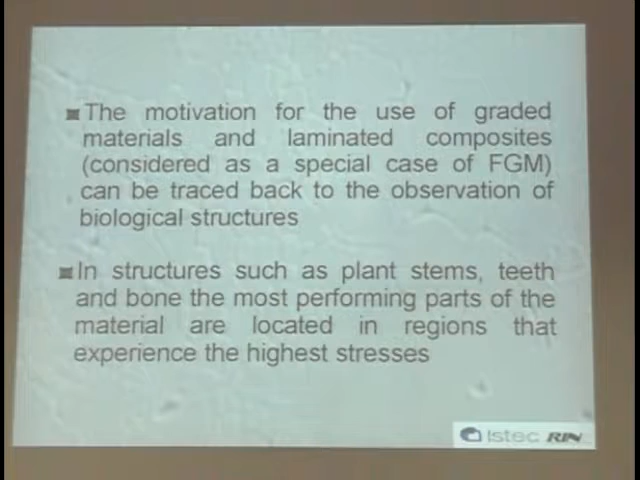 The motivation for the use of graded
materials and laminated composites
(considered as a special case of FGM)
can be traced back to the observation of
biological structures
In structures such as plant stems, teeth
and bone the most performing parts of the
material are located in regions that
experience the highest stresses
Istec RIN